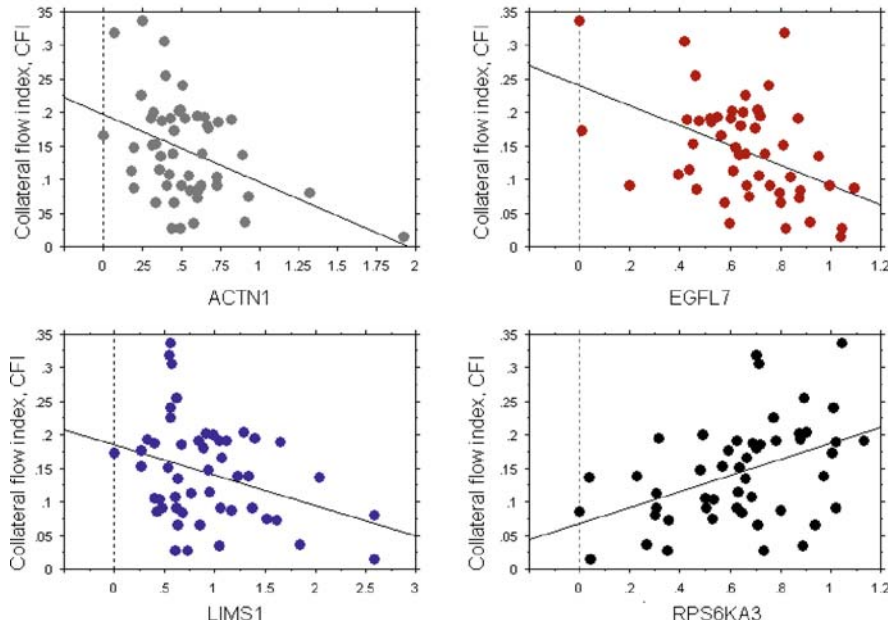 Collateral flow index, CFI
.35
.3
.25
.2
.15
.1
.05
0
0 .25 .5 .75 1 1.25 1.5 1.75 2
ACTN1
Collateral flow index, CFI
.35
.3
.25
.2
.15
.1
.05
0
0 .2 .4 .6 .8 1 1.2
EGFL7
Collateral flow index, CFI
.35
.3
.25
.2
.15
.1
.05
0
0 .5 1 1.5 2 2.5 3
LIMS1
Collateral flow index, CFI
.35
.3
.25
.2
.15
.1
.05
0
0 .2 .4 .6 .8 1 1.2
RPS6KA3